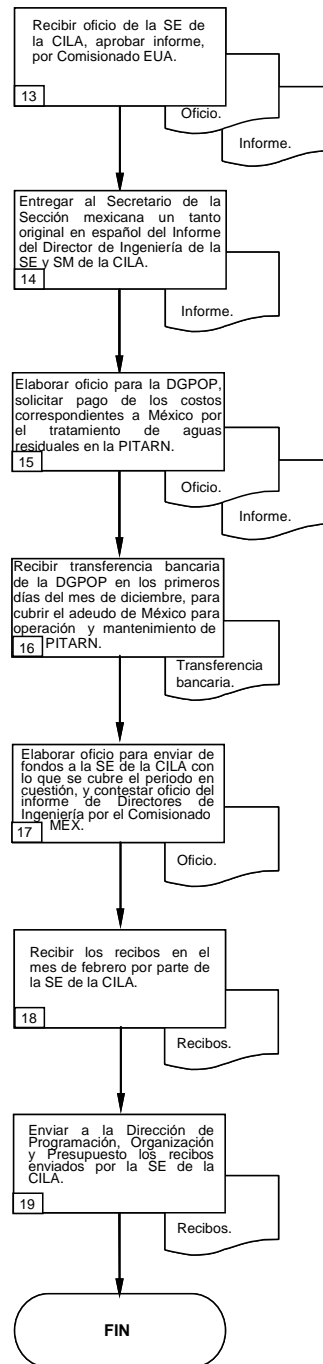 Recibir oficio de la SE de
la CILA, aprobar informe,
por Comisionado EUA.
13
Oficio.
Informe.
Entregar al Secretario de la
Sección mexicana un tanto
original en español del Informe
del Director de Ingeniería de la
SE y SM de la CILA.
14
Informe.
Elaborar oficio para la DGPOP,
solicitar pago de los costos
correspondientes a México por
el tratamiento de aguas
residuales en la PITARN.
15
Oficio.
Informe.
Recibir transferencia bancaria
de la DGPOP en los primeros
días del mes de diciembre, para
cubrir el adeudo de México para
operación y mantenimiento de
PITARN.
16
Transferencia
bancaria.
Elaborar oficio para enviar de
fondos a la SE de la CILA con
lo que se cubre el periodo en
cuestión, y contestar oficio del
informe de Directores de
Ingeniería por el Comisionado
MEX.
17
Oficio.
Recibir los recibos en el
mes de febrero por parte de
la SE de la CILA.
18
Recibos.
Enviar a la Dirección de
Programación, Organización
y Presupuesto los recibos
enviados por la SE de la
CILA.
19
Recibos.
FIN